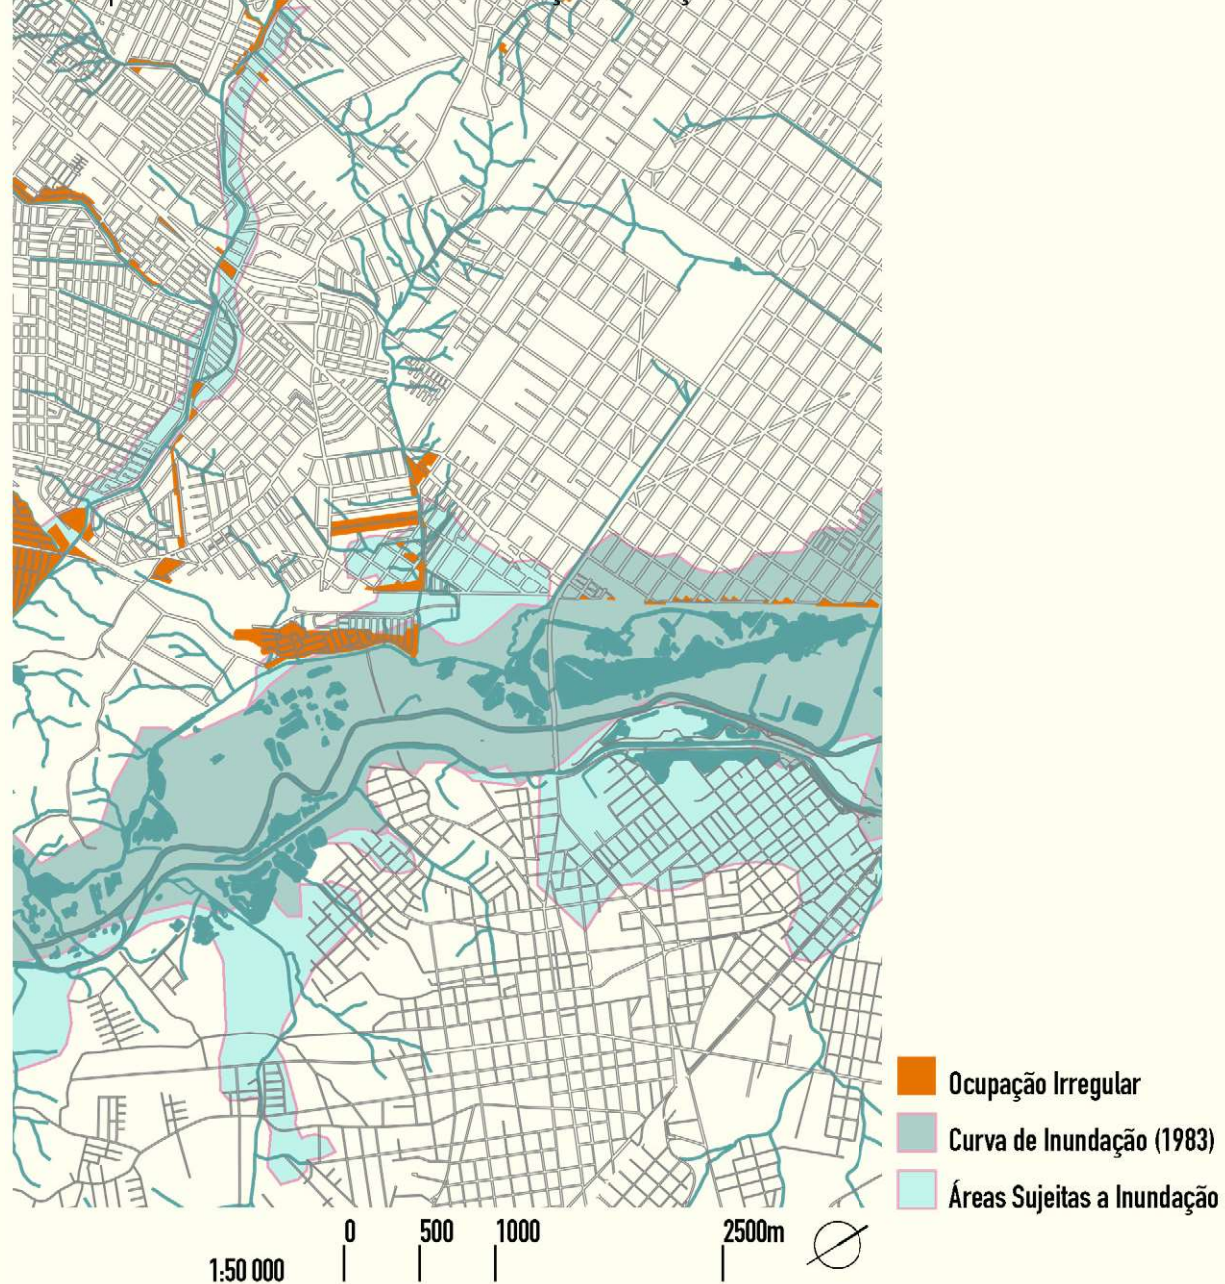 Ocupação Irregular
Curva de Inundação (1983)
Áreas Sujeitas a Inundação
0 500 1000 2500m
1:50 000